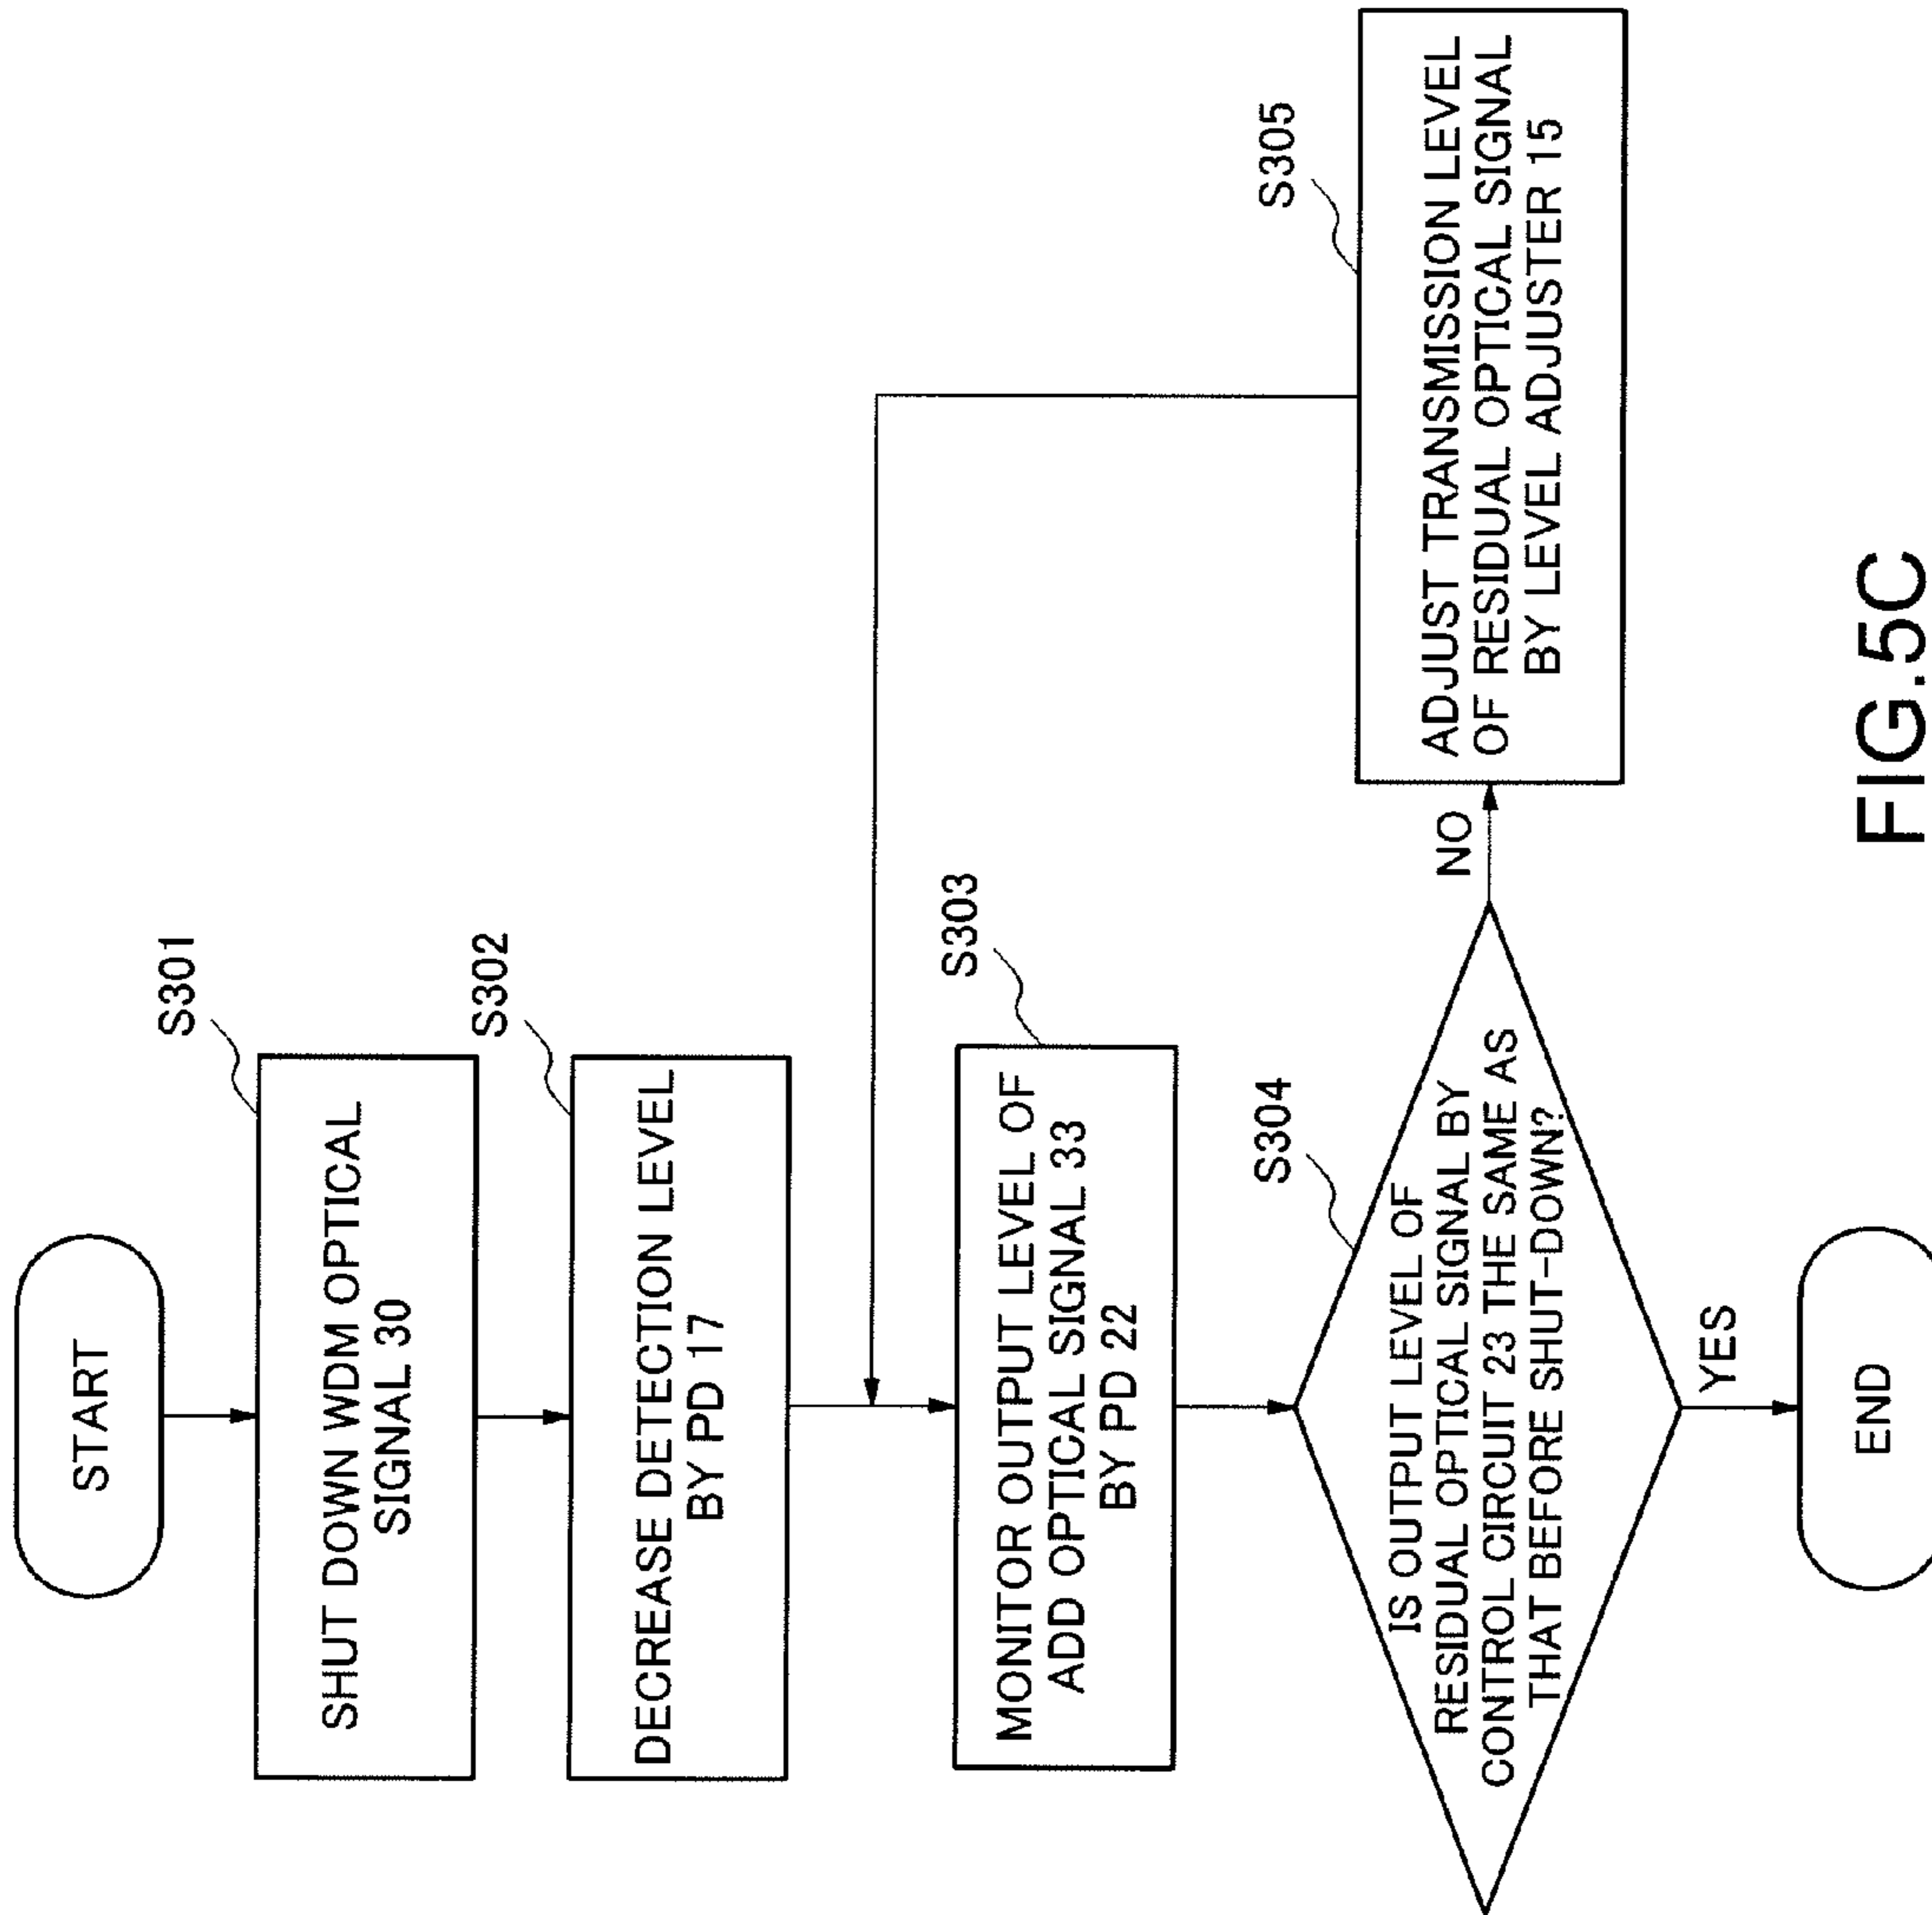 START
S301
SHUT DOWN WDM OPTICAL
SIGNAL 30
S302
DECREASE DETECTION LEVEL
BY PD 17
S303
MONITOR OUTPUT LEVEL OF
ADD OPTICAL SIGNAL 33
BY PD 22
S304
IS OUTPUT LEVEL OF
RESIDUAL OPTICAL SIGNAL BY
CONTROL CIRCUIT 23 THE SAME AS
THAT BEFORE SHUT-DOWN?
NO
S305
ADJUST TRANSMISSION LEVEL
OF RESIDUAL OPTICAL SIGNAL
BY LEVEL ADJUSTER 15
YES
END
FIG.5C